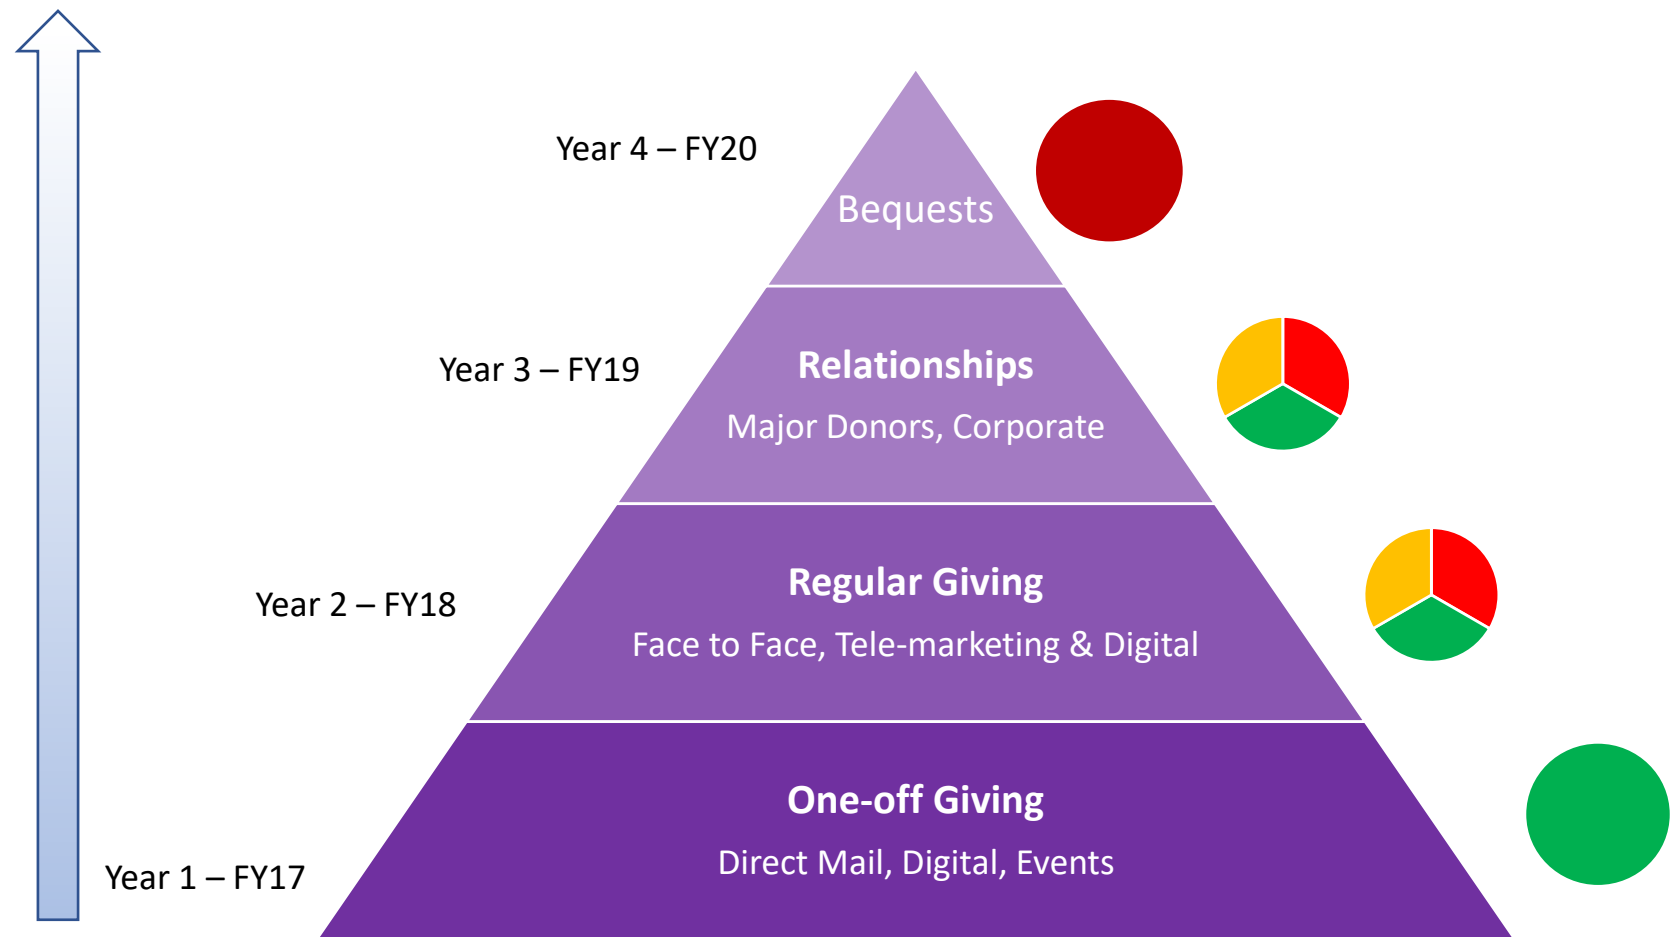 Year 4 – FY20
Bequests
Year 3 – FY19
Relationships
Major Donors, Corporate
Year 2 – FY18
Regular Giving
Face to Face, Tele-marketing & Digital
One-off Giving
Direct Mail, Digital, Events
Year 1 – FY17